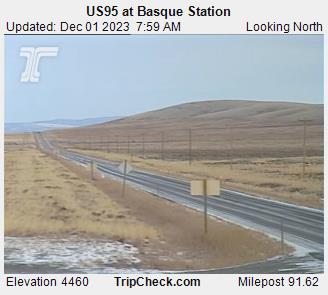 US95 at Basque Station
Updated: Dec 01 2023 7:59 AM Looking North
Elevation 4460 TripCheck.com Milepost 91.62